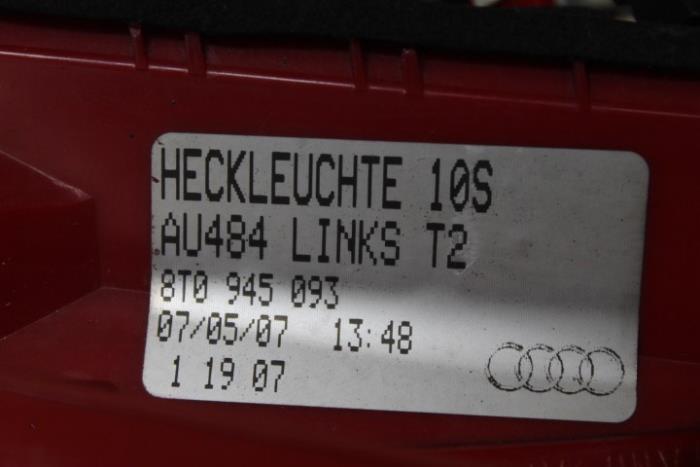 HECKLEUCHTE 10S
AU484 LINKS T2
8T0 945 093
07/05/07 13:48
1 19 07